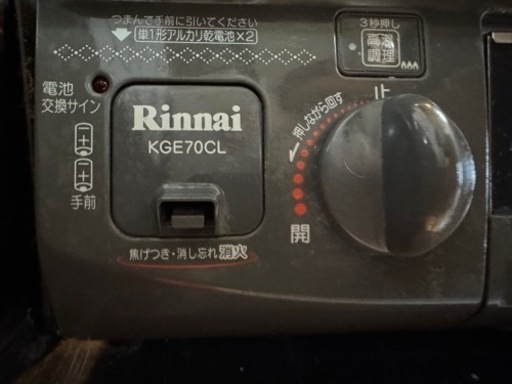 つまんで手前に引いてください
単1形アルカリ乾電池×2
3秒押し
高温
調理
電池
交換サイン
Rinnai
KGE70CL
止
押しながら回す
手前
開
焦げつき・消し忘れ 消火